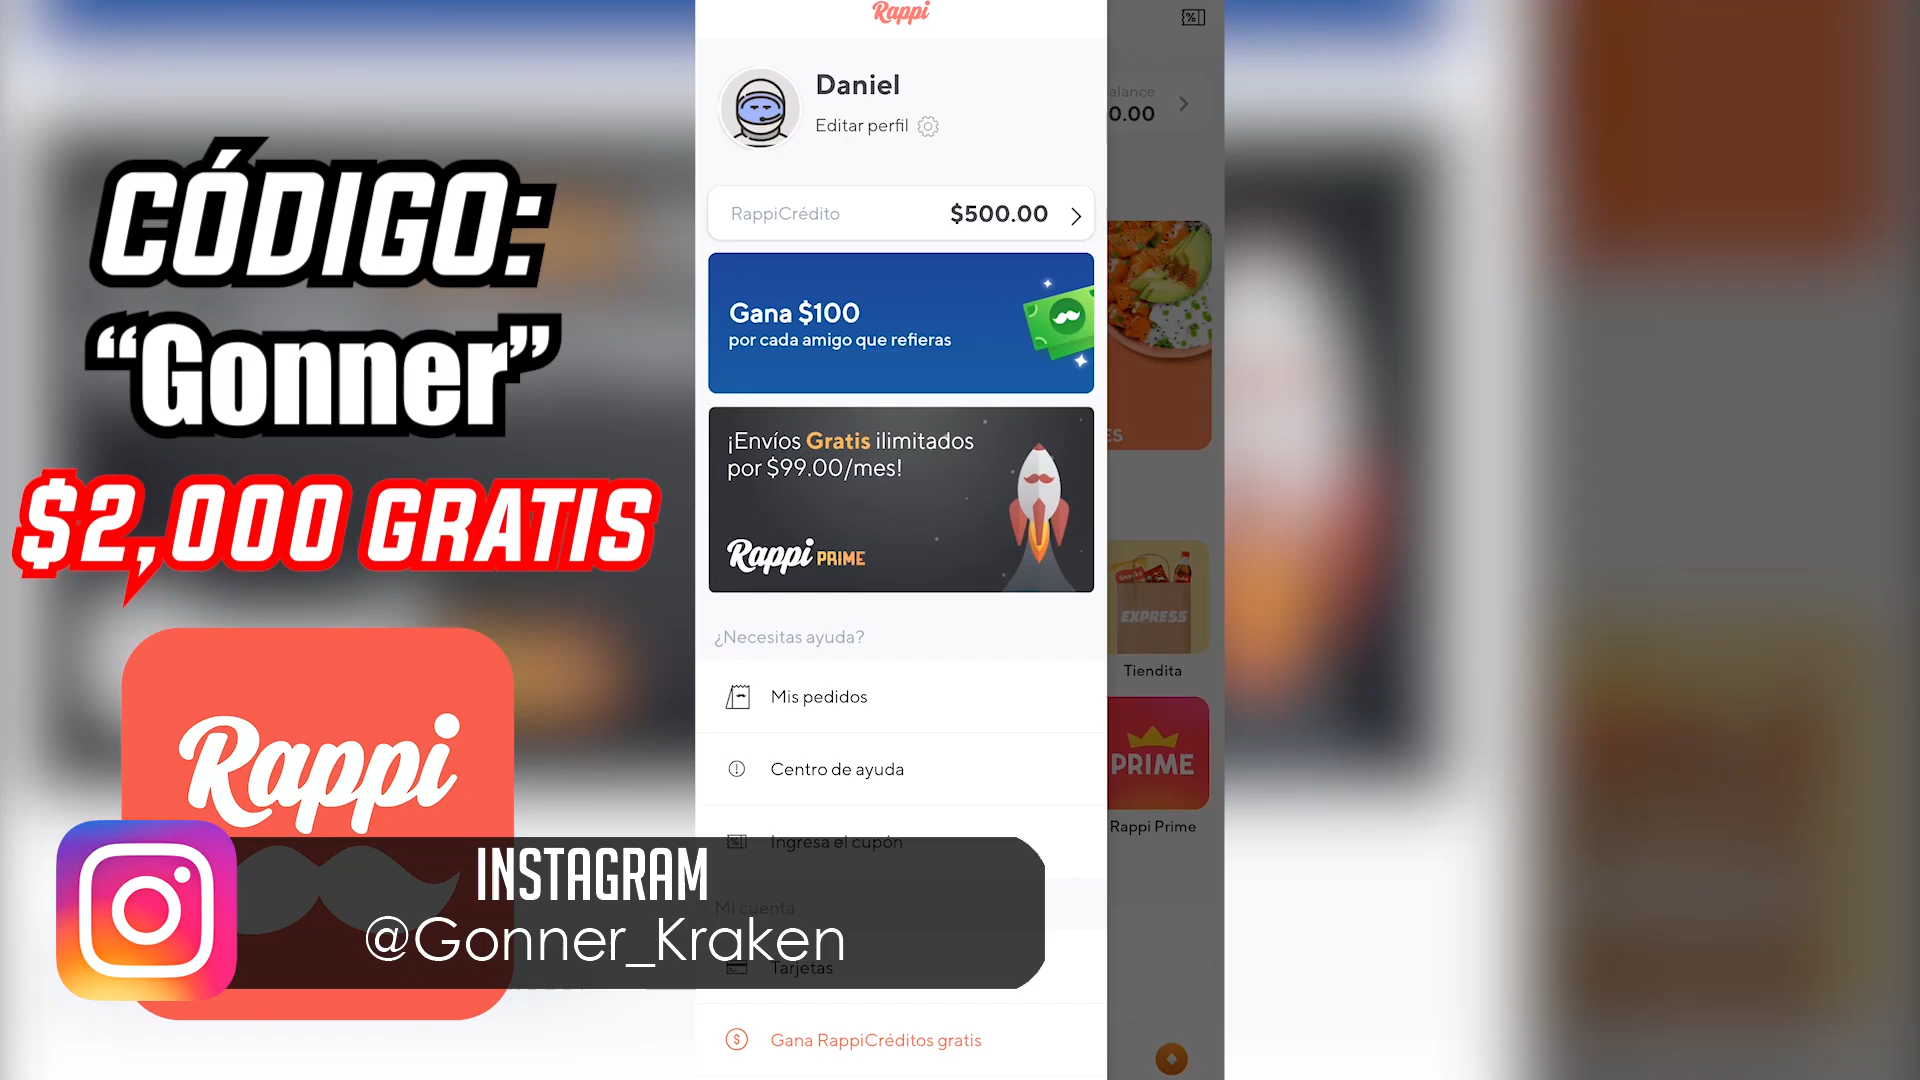 CÓDIGO:
“Gonner”
$2,000 GRATIS
Rappi
INSTAGRAM
@Gonner_Kraken
Rappi
Daniel
Editar perfil
RappiCrédito
$500.00
Gana $100
por cada amigo que refieras
¡Envíos Gratis ilimitados
por $99.00/mes!
Rappi PRIME
¿Necesitas ayuda?
Mis pedidos
Centro de ayuda
Ingresa el cupón
Mi cuenta
Tarjetas
Gana RappiCréditos gratis
alance
0.00
ES
Snacks
EXPRESS
Tiendita
PRIME
Rappi Prime